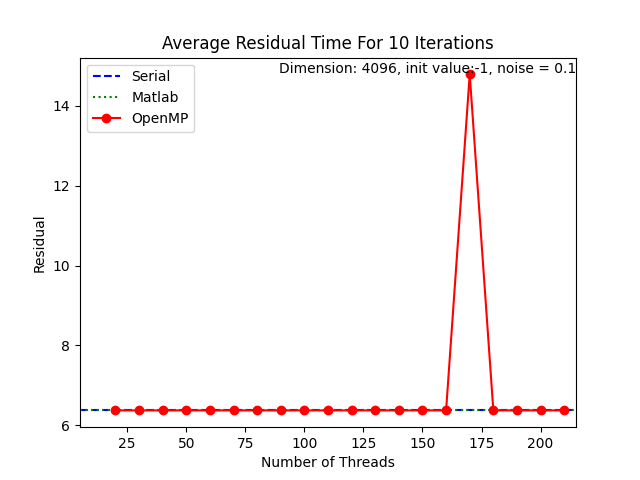 Average Residual Time For 10 Iterations
Dimension: 4096, init value:-1, noise = 0.1
Serial
Matlab
OpenMP
Residual
14
12
10
8
6
25 50 75 100 125 150 175 200
Number of Threads